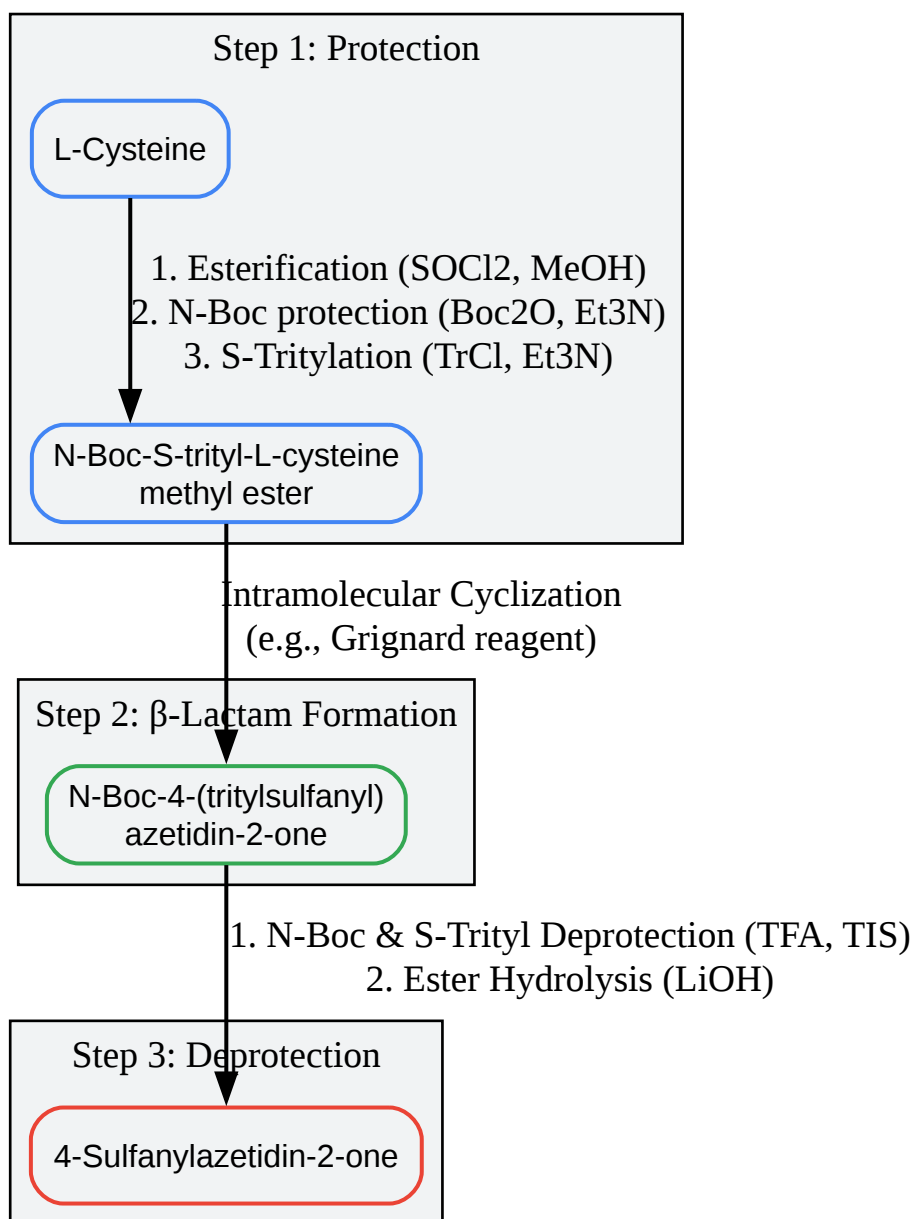 Step 1: Protection
L-Cysteine
1. Esterification (SOCl2, MeOH)
2. N-Boc protection (Boc2O, Et3N)
3. S-Tritylation (TrCl, Et3N)
N-Boc-S-trityl-L-cysteine
methyl ester
Intramolecular Cyclization
(e.g., Grignard reagent)
Step 2: β-Lactam Formation
N-Boc-4-(tritylsulfanyl)
azetidin-2-one
1. N-Boc & S-Trityl Deprotection (TFA, TIS)
2. Ester Hydrolysis (LiOH)
Step 3: Deprotection
4-Sulfanylazetidin-2-one